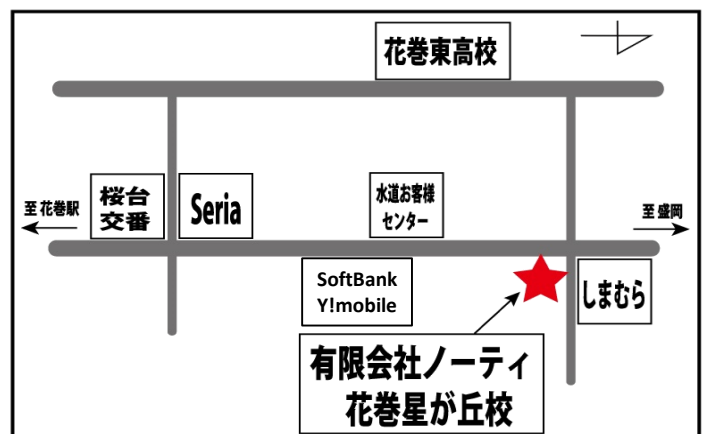 花巻東高校
至 花巻駅
桜台
交番
Seria
水道お客様
センター
至 盛岡
SoftBank
Y!mobile
しまむら
有限会社ノーティ
花巻星が丘校